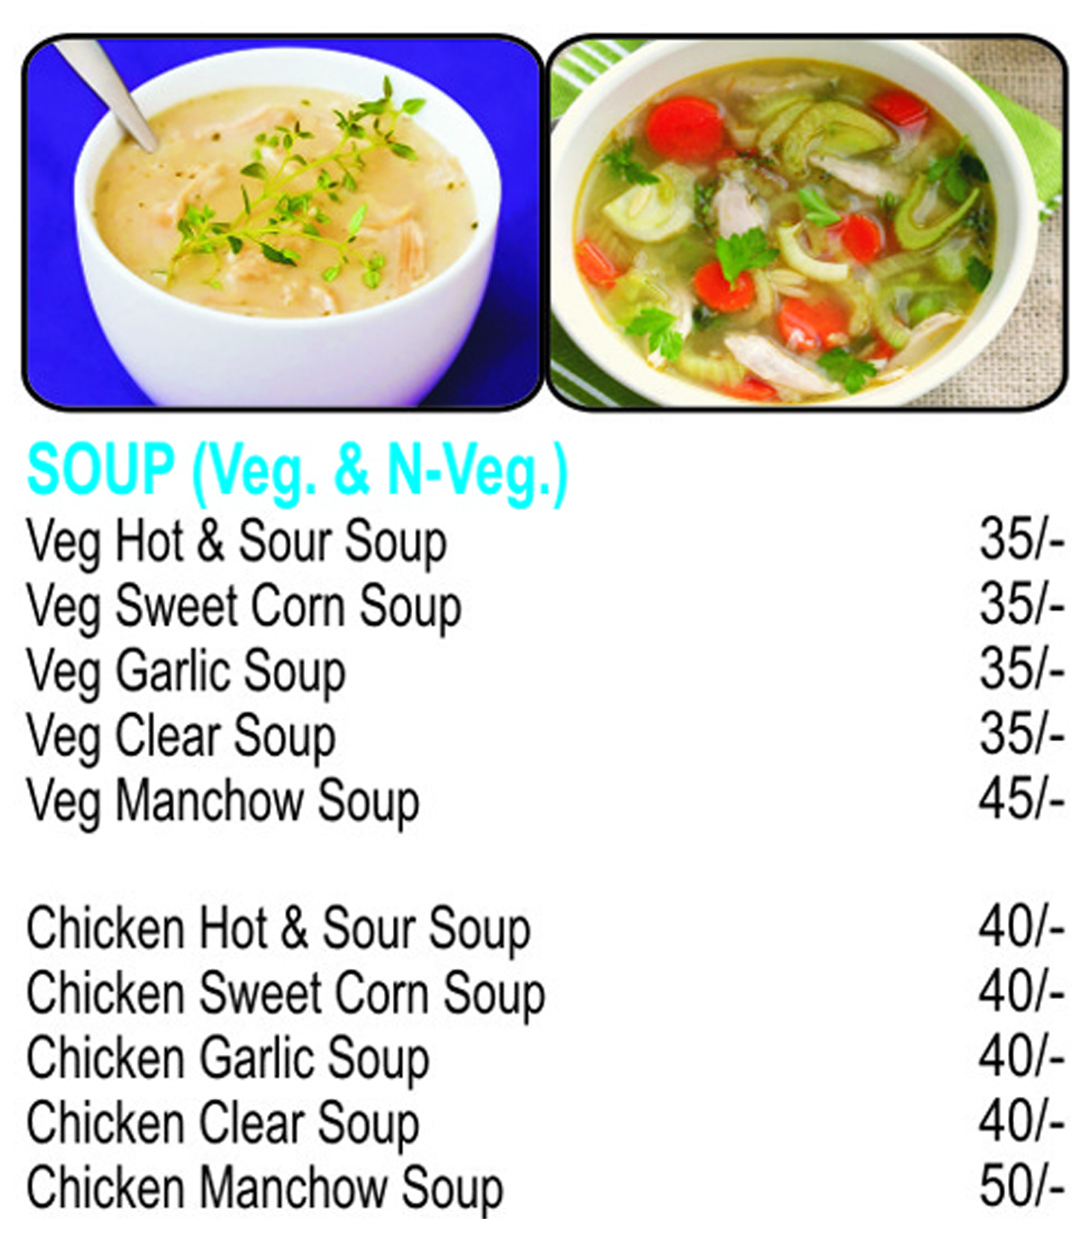 SOUP (Veg. & N-Veg.)
Veg Hot & Sour Soup 35/-
Veg Sweet Corn Soup 35/-
Veg Garlic Soup 35/-
Veg Clear Soup 35/-
Veg Manchow Soup 45/-
Chicken Hot & Sour Soup 40/-
Chicken Sweet Corn Soup 40/-
Chicken Garlic Soup 40/-
Chicken Clear Soup 40/-
Chicken Manchow Soup 50/-